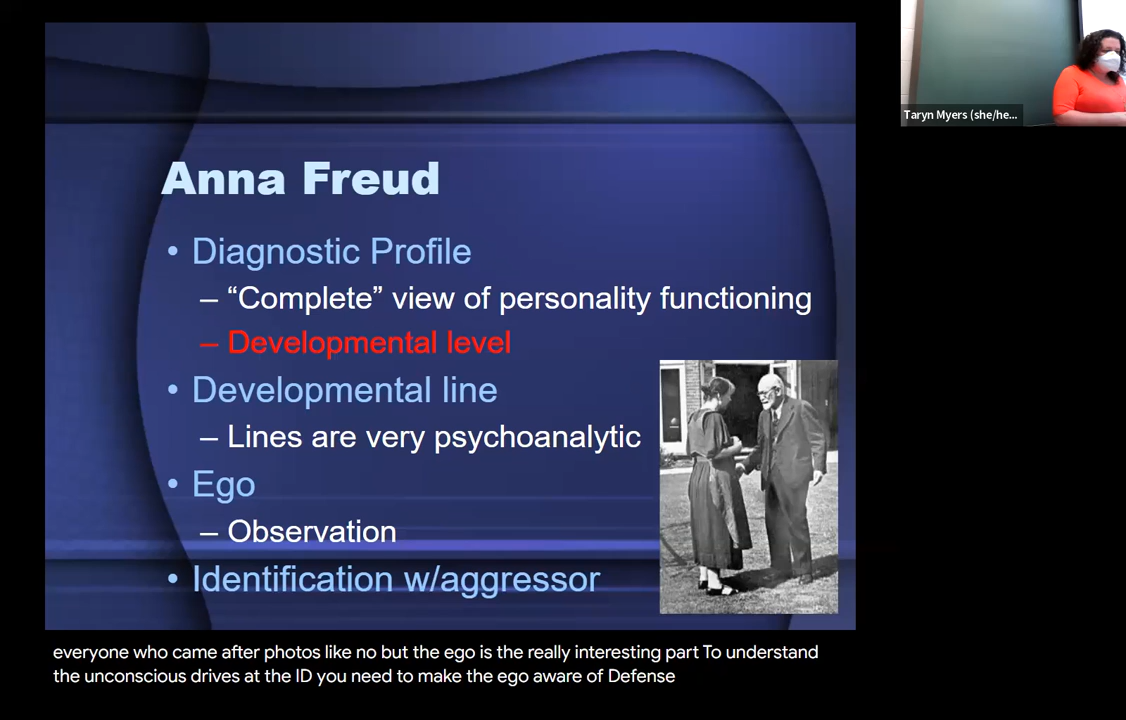 Anna Freud
• Diagnostic Profile
– “Complete” view of personality functioning
– Developmental level
• Developmental line
– Lines are very psychoanalytic
• Ego
– Observation
• Identification w/aggressor
Taryn Myers (she/he...
everyone who came after photos like no but the ego is the really interesting part To understand
the unconscious drives at the ID you need to make the ego aware of Defense